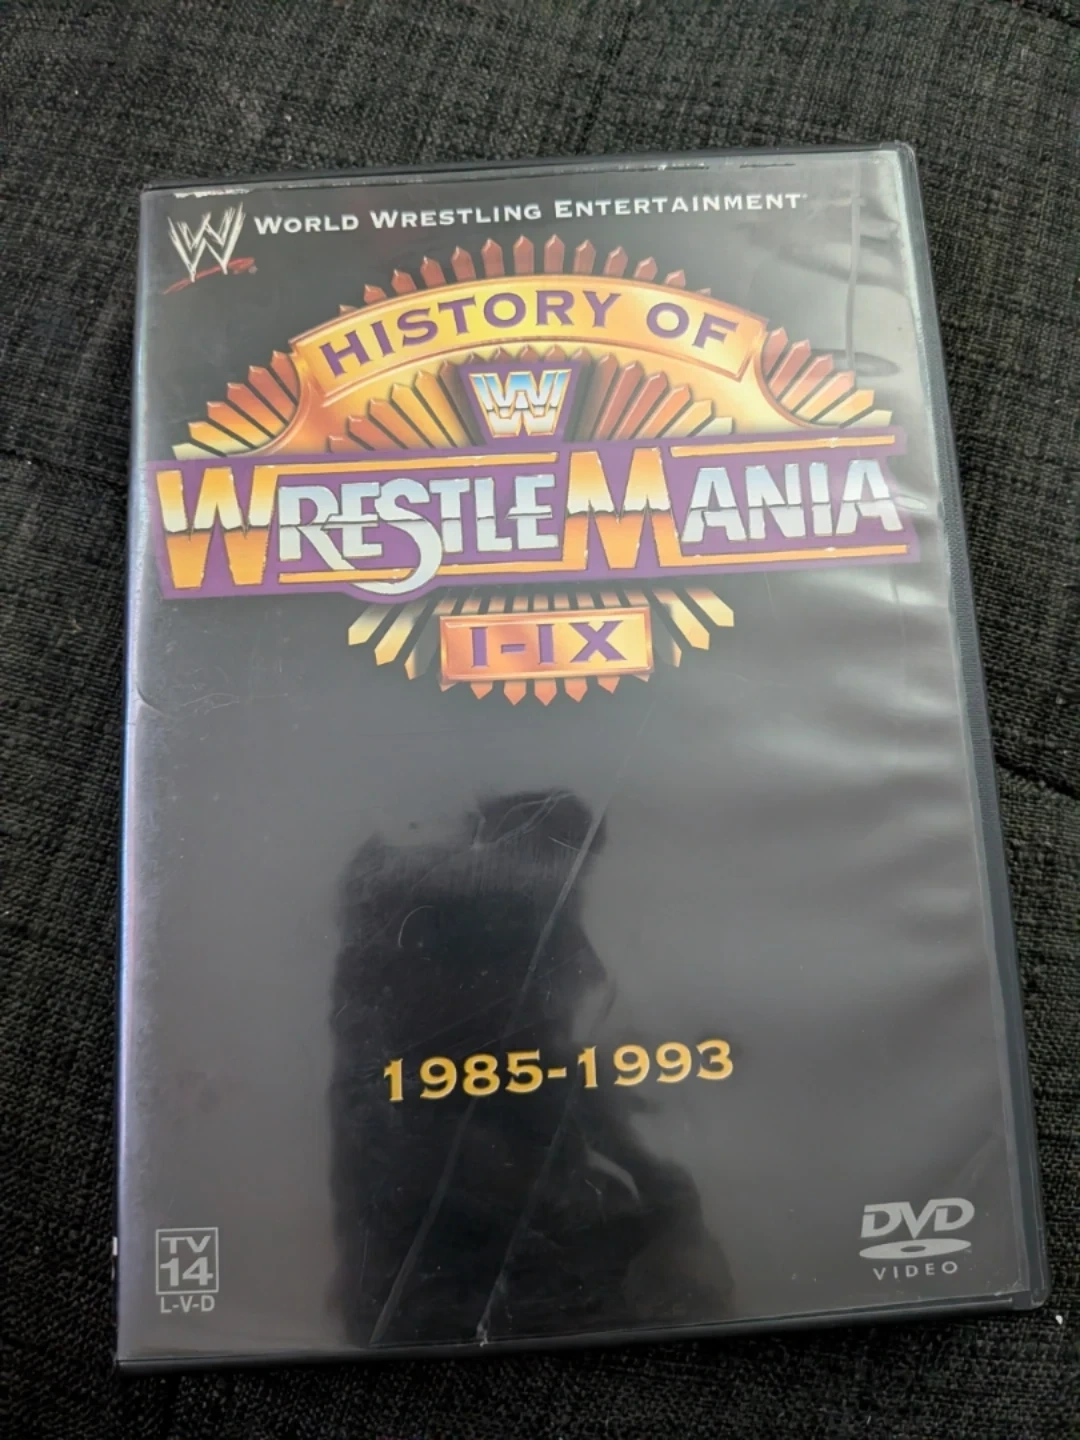 W WORLD WRESTLING ENTERTAINMENT
HISTORY OF
W
WRESTLEMANIA
I-IX
1985-1993
TV
14
L-V-D
DVD
VIDEO